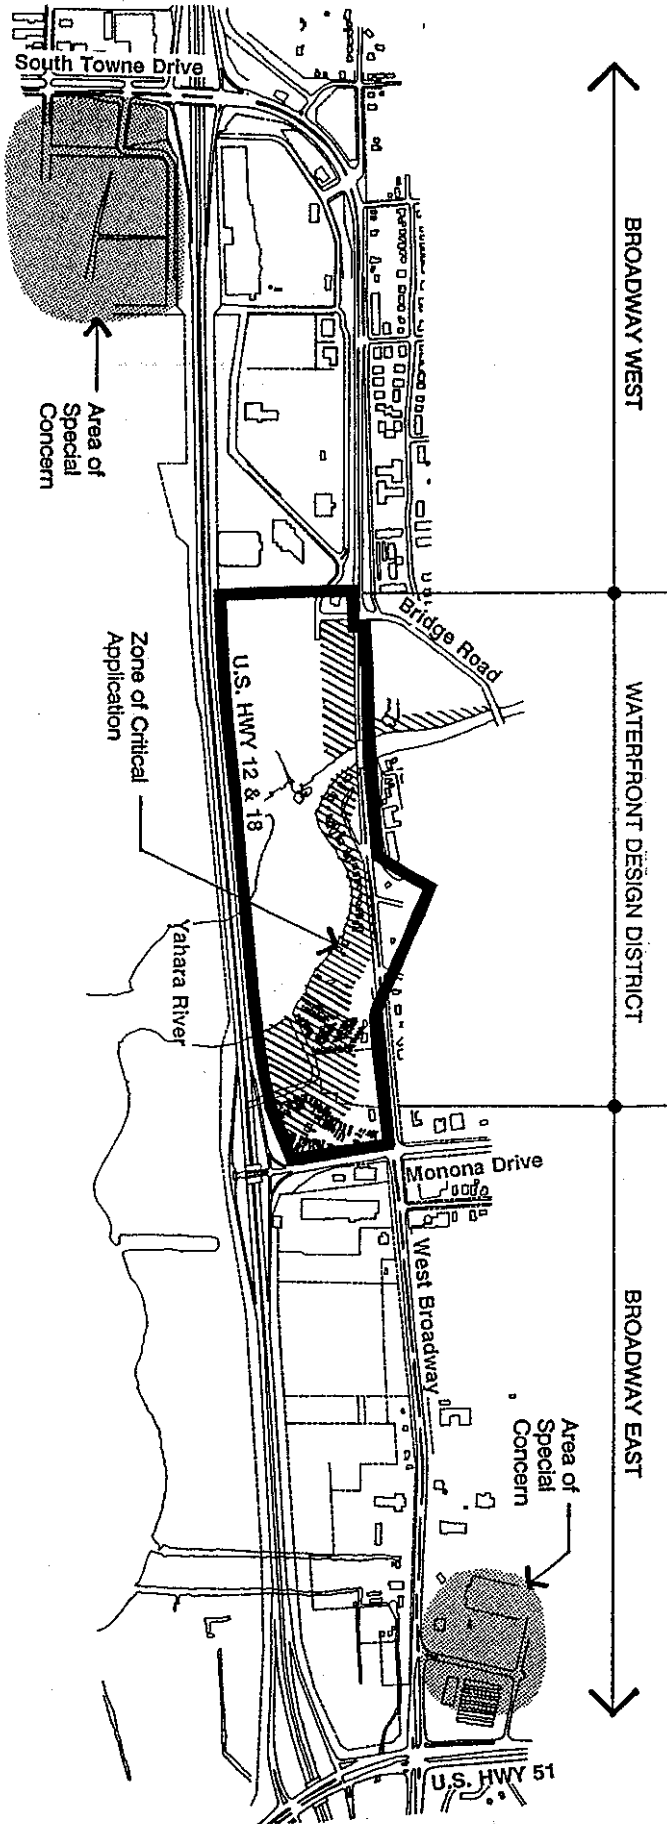 South Towne Drive
BROADWAY WEST
Area of
Special
Concern
Bridge Road
WATERFRONT DESIGN DISTRICT
U.S. HWY 12 & 18
Zone of Critical
Application
Yahara River
Monona Drive
West Broadway
BROADWAY EAST
Area of
Special
Concern
U.S. HWY 51